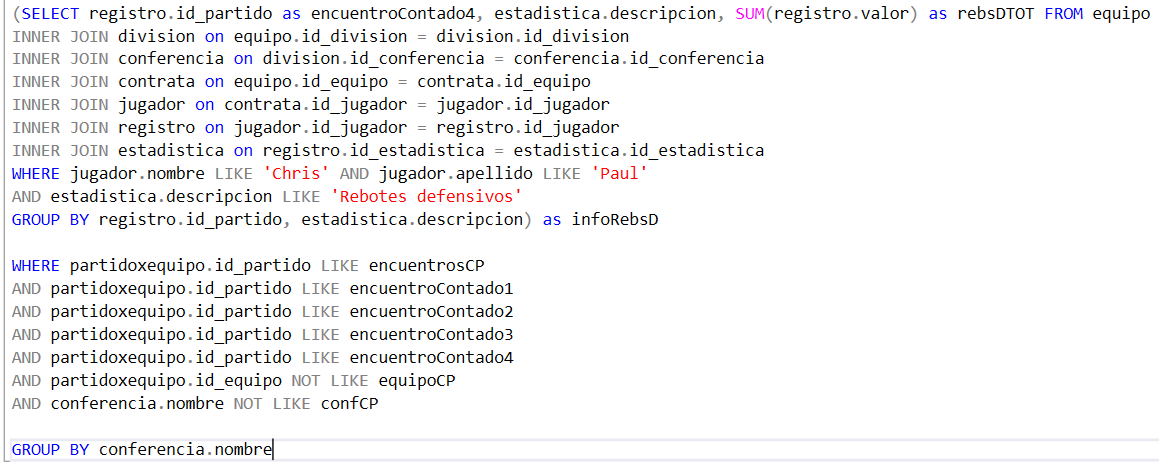 (SELECT registro.id_partido as encuentroContado4, estadistica.descripcion, SUM(registro.valor) as rebsDTOT FROM equipo
INNER JOIN division on equipo.id_division = division.id_division
INNER JOIN conferencia on division.id_conferencia = conferencia.id_conferencia
INNER JOIN contrata on equipo.id_equipo = contrata.id_equipo
INNER JOIN jugador on contrata.id_jugador = jugador.id_jugador
INNER JOIN registro on jugador.id_jugador = registro.id_jugador
INNER JOIN estadistica on registro.id_estadistica = estadistica.id_estadistica
WHERE jugador.nombre LIKE 'Chris' AND jugador.apellido LIKE 'Paul'
AND estadistica.descripcion LIKE 'Rebotes defensivos'
GROUP BY registro.id_partido, estadistica.descripcion) as infoRebsD
WHERE partidoxequipo.id_partido LIKE encuentrosCP
AND partidoxequipo.id_partido LIKE encuentroContado1
AND partidoxequipo.id_partido LIKE encuentroContado2
AND partidoxequipo.id_partido LIKE encuentroContado3
AND partidoxequipo.id_partido LIKE encuentroContado4
AND partidoxequipo.id_equipo NOT LIKE equipoCP
AND conferencia.nombre NOT LIKE confCP
GROUP BY conferencia.nombre